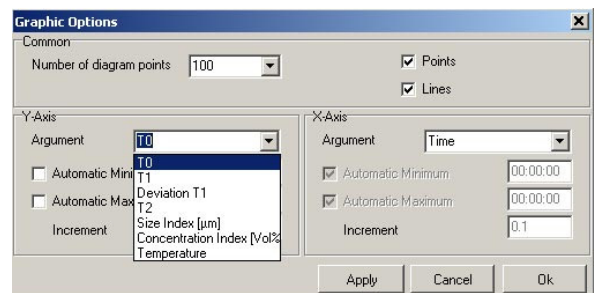 Graphic Options
Common
Number of diagram points 100
Points
Lines
Y-Axis
Argument T0
T0
T1
Deviation T1
T2
Size Index [µm]
Concentration Index [Vol%
Temperature
Automatic Mini
Automatic Max
Increment
X-Axis
Argument Time
Automatic Minimum 00:00:00
Automatic Maximum 00:00:00
Increment 0.1
Apply Cancel Ok